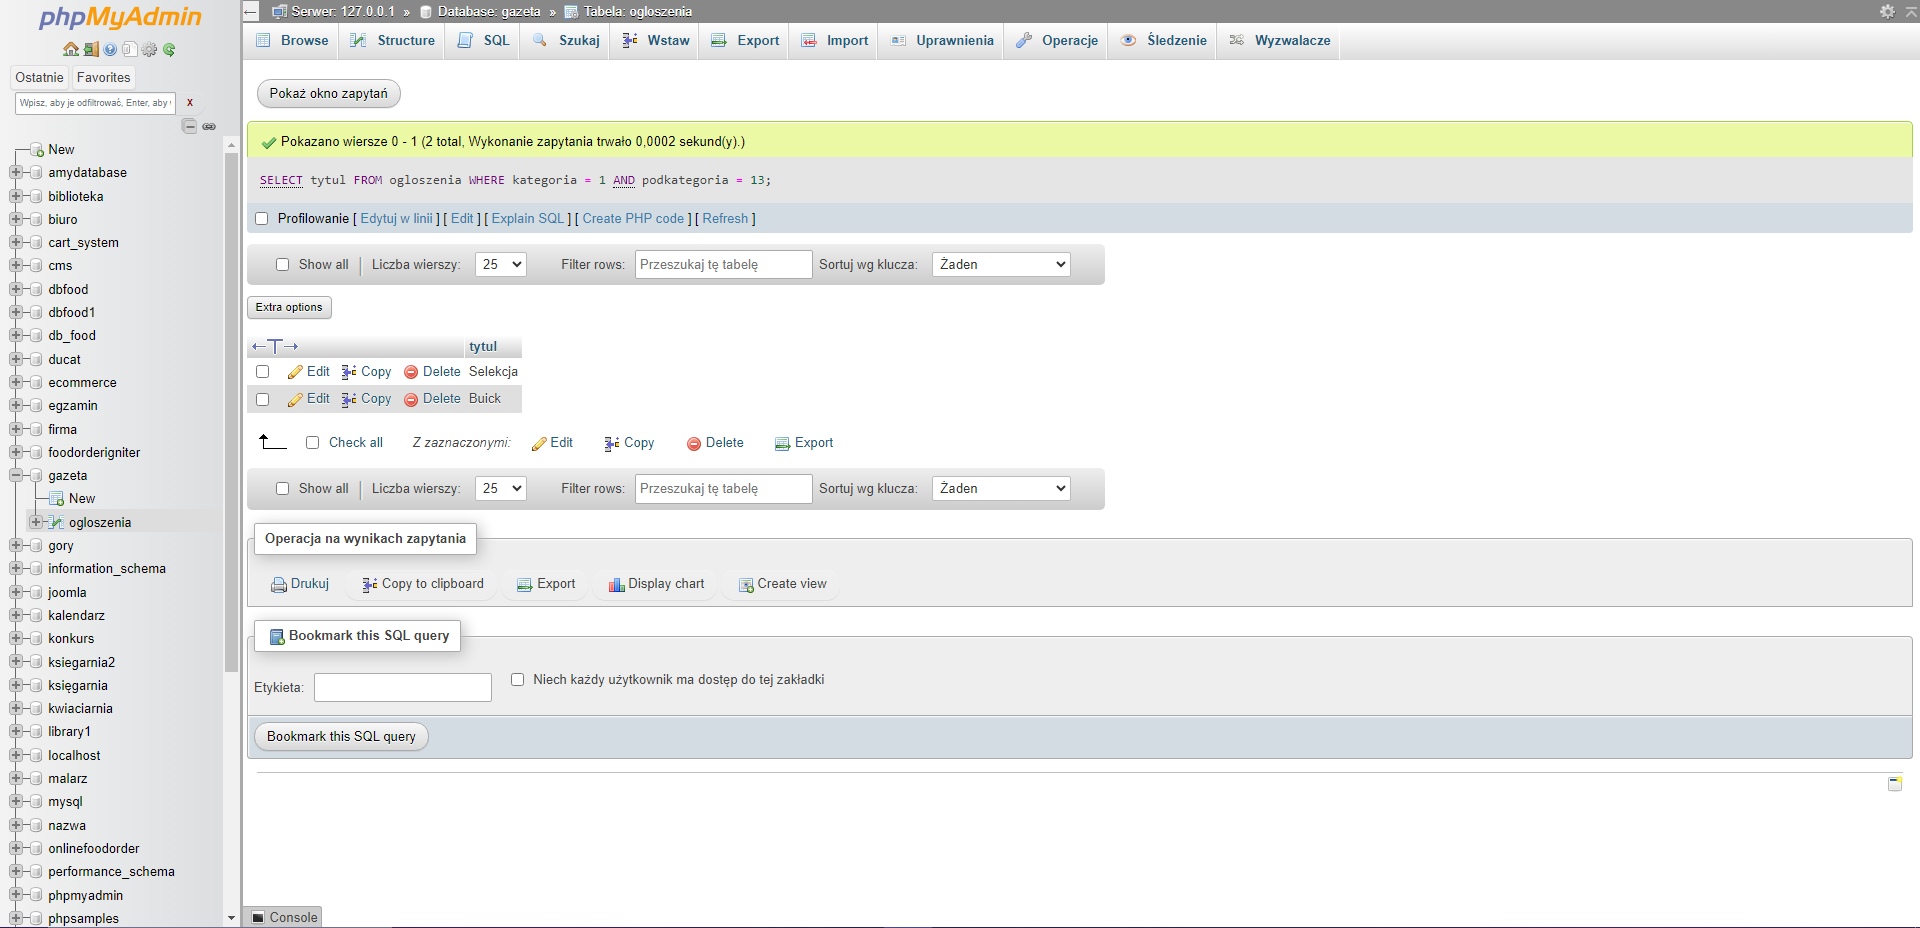 phpMyAdmin
Ostatnie Favorites
Wpisz, aby je odfiltrować, Enter, aby X
New
amydatabase
biblioteka
biuro
cart_system
cms
dbfood
dbfood1
db_food
ducat
ecommerce
egzamin
firma
foodorderigniter
gazeta
New
ogloszenia
gory
information_schema
joomla
kalendarz
konkurs
ksiegarnia2
księgarnia
kwiaciarnia
library1
localhost
malarz
mysql
nazwa
onlinefoodorder
performance_schema
phpmyadmin
phpsamples
Serwer: 127.0.0.1 » Database: gazeta » Tabela: ogloszenia
Browse Structure SQL Szukaj Wstaw Export Import Uprawnienia Operacje Śledzenie Wyzwalacze
Pokaż okno zapytań
Pokazano wiersze 0 - 1 (2 total, Wykonanie zapytania trwało 0,0002 sekund(y).)
SELECT tytul FROM ogloszenia WHERE kategoria = 1 AND podkategoria = 13;
Profilowanie [ Edytuj w linii ] [ Edit ] [ Explain SQL ] [ Create PHP code ] [ Refresh ]
Show all Liczba wierszy: 25 Filter rows: Przeszukaj tę tabelę Sortuj wg klucza: Żaden
Extra options
←T→ tytul
Edit Copy Delete Selekcja
Edit Copy Delete Buick
Check all Z zaznaczonymi: Edit Copy Delete Export
Show all Liczba wierszy: 25 Filter rows: Przeszukaj tę tabelę Sortuj wg klucza: Żaden
Operacja na wynikach zapytania
Drukuj Copy to clipboard Export Display chart Create view
Bookmark this SQL query
Etykieta: Niech każdy użytkownik ma dostęp do tej zakładki
Bookmark this SQL query
Console